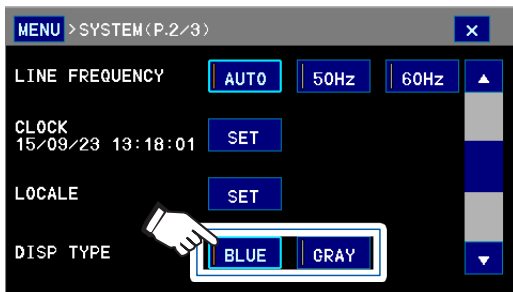 MENU >SYSTEM(P.2/3) ×
LINE FREQUENCY AUTO 50Hz 60Hz
CLOCK
15/09/23 13:18:01 SET
LOCALE SET
DISP TYPE BLUE GRAY